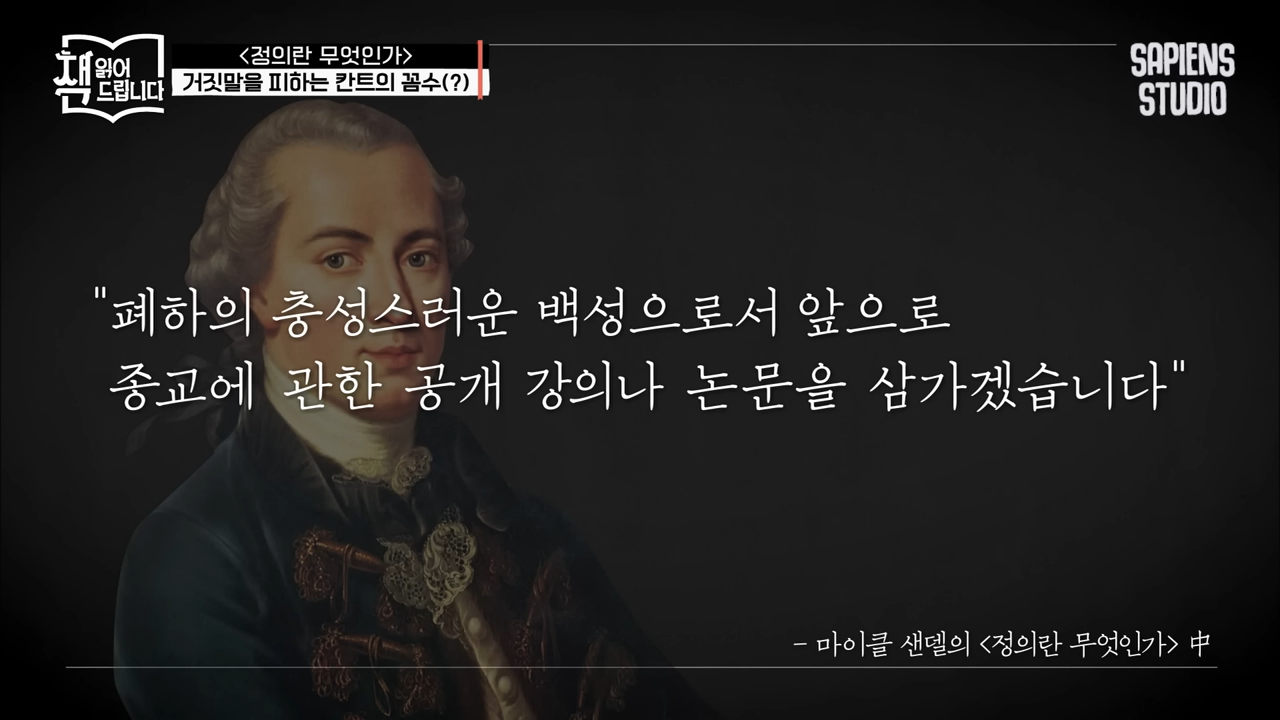 책 읽어
드립니다
<정의란 무엇인가>
거짓말을 피하는 칸트의 꼼수(?)
SAPIENS
STUDIO
"폐하의 충성스러운 백성으로서 앞으로
종교에 관한 공개 강의나 논문을 삼가겠습니다"
- 마이클 샌델의 <정의란 무엇인가> 中